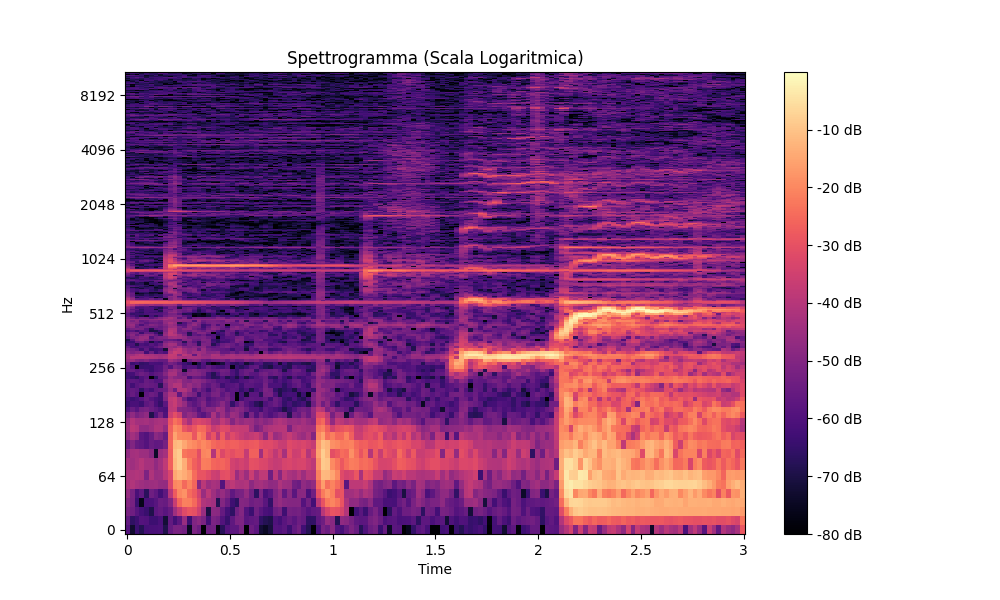 Spettrogramma (Scala Logaritmica)
8192
4096
2048
1024
512
256
128
64
0
Hz
0
0.5
1
1.5
2
2.5
3
Time
-10 dB
-20 dB
-30 dB
-40 dB
-50 dB
-60 dB
-70 dB
-80 dB